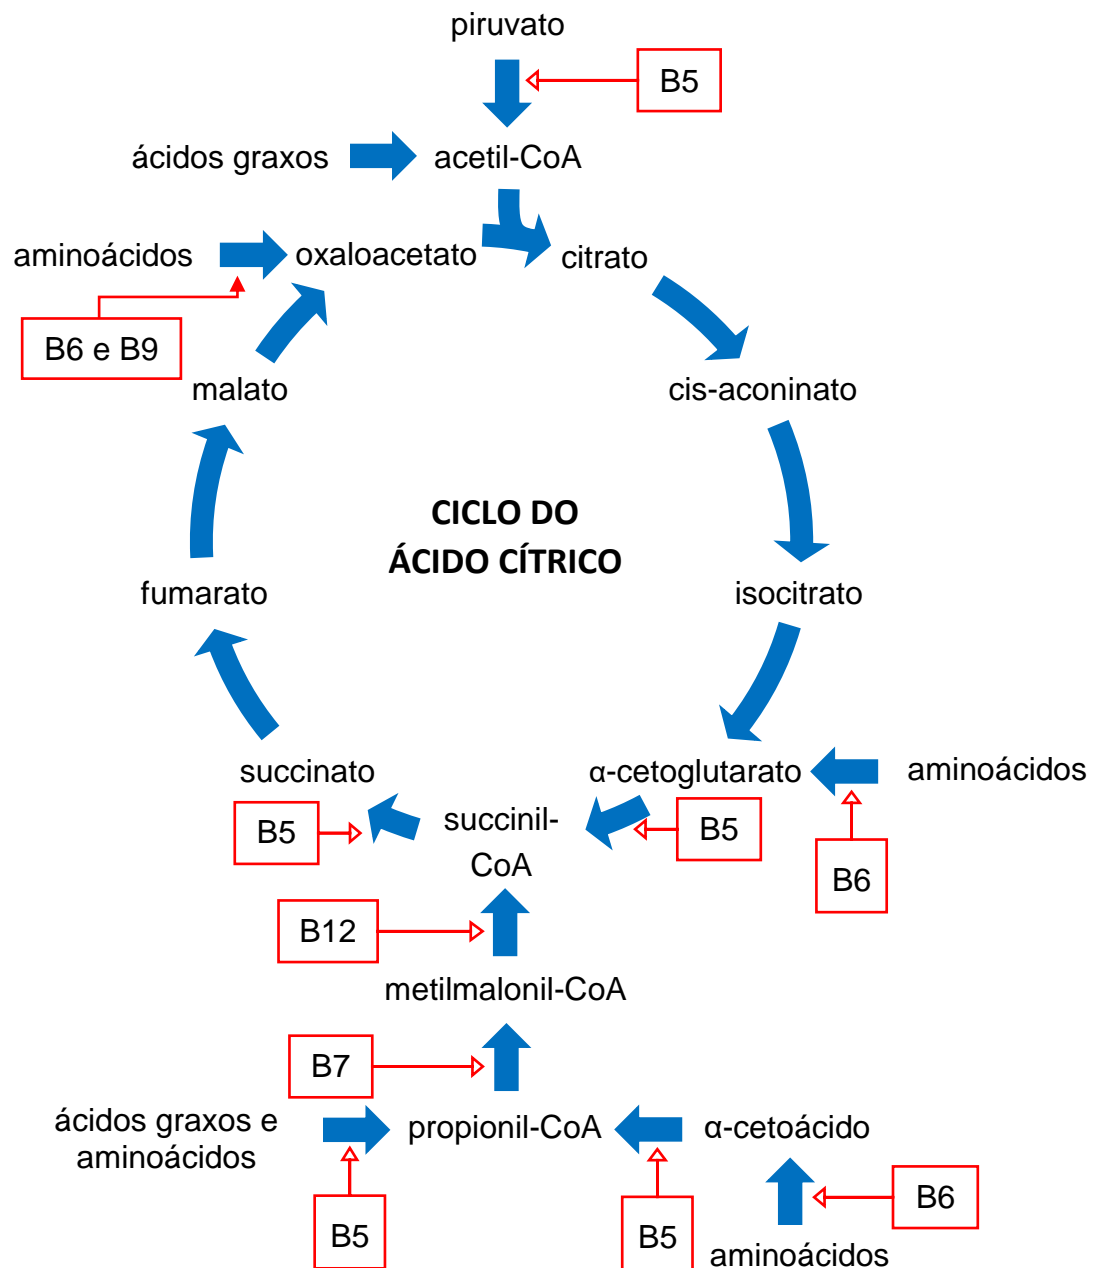 piruvato
B5
ácidos graxos
acetil-CoA
aminoácidos
oxaloacetato
citrato
B6 e B9
malato
cis-aconinato
CICLO DO
ÁCIDO CÍTRICO
fumarato
isocitrato
succinato
α-cetoglutarato
aminoácidos
B5
succinil-
CoA
B5
B6
B12
metilmalonil-CoA
B7
ácidos graxos e
aminoácidos
propionil-CoA
α-cetoácido
B5
B5
B6
aminoácidos